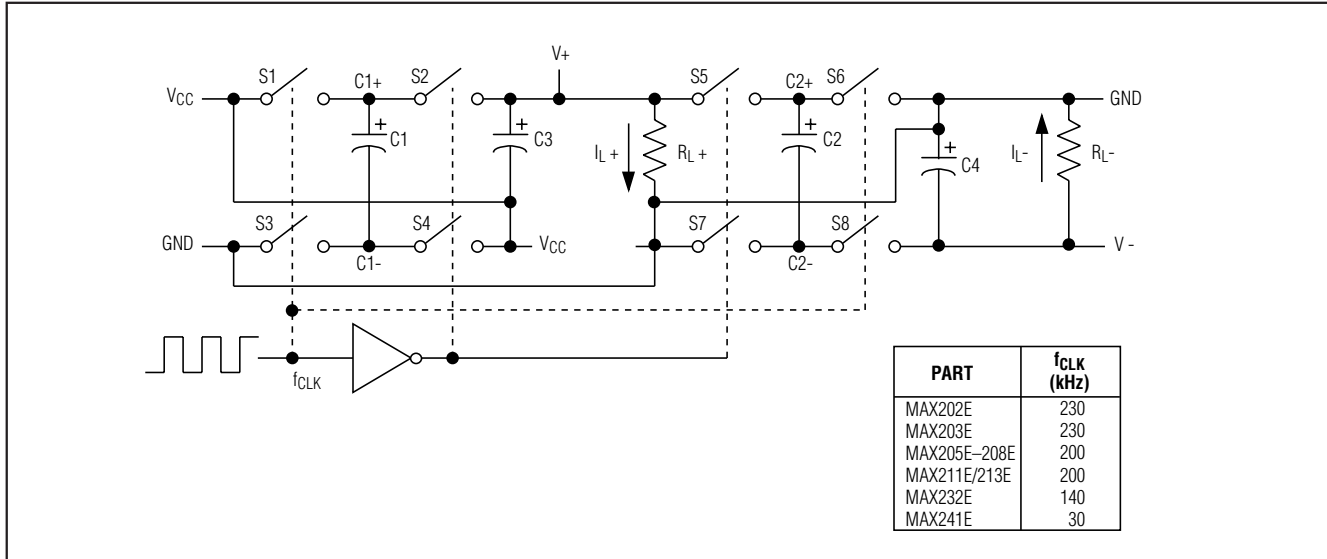 V+
S1 C1+ S2 S5 C2+ S6
VCC GND
+ C1 + C3 IL + RL + + C2 + C4 IL- RL-
S3 S4 S7 S8
GND C1- VCC C2- V -
fCLK
PART fCLK (kHz)
MAX202E 230
MAX203E 230
MAX205E–208E 200
MAX211E/213E 200
MAX232E 140
MAX241E 30